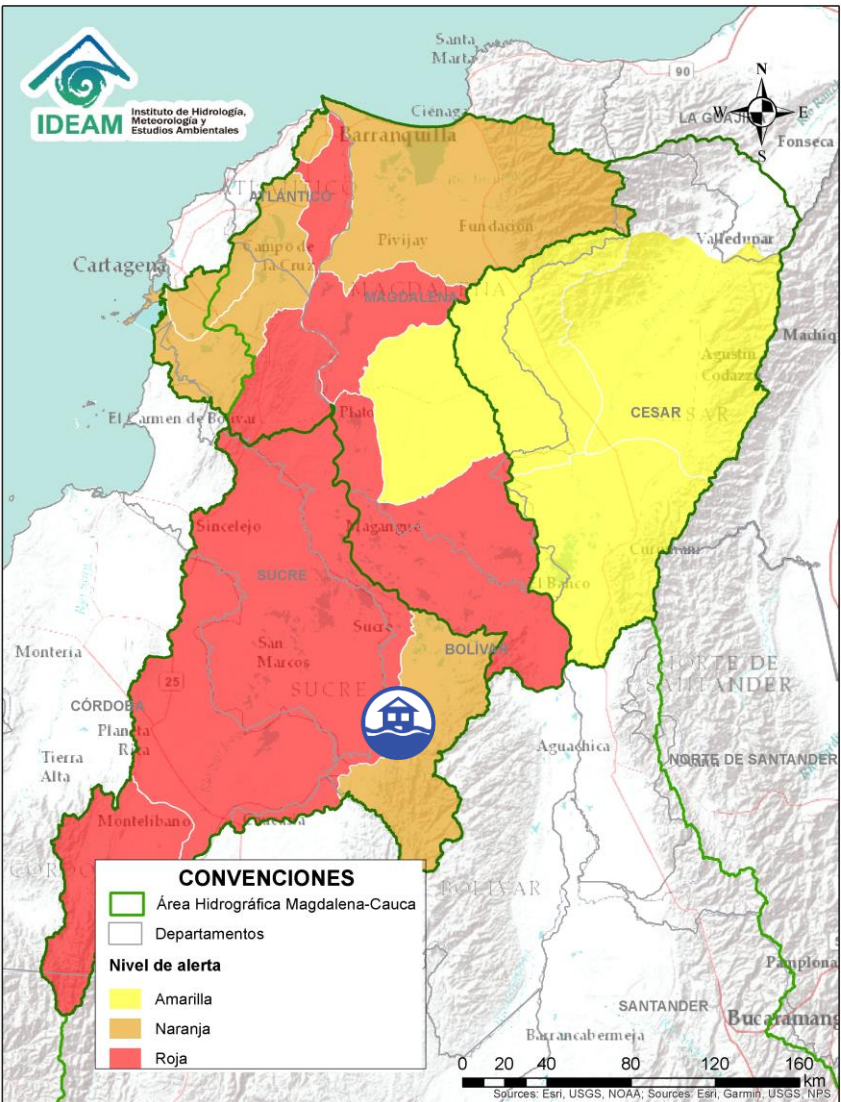 IDEAM
Instituto de Hidrología,
Meteorología y
Estudios Ambientales
Santa
Marta
90
N
W
E
S
LA GUAJIRA
Fonseca
Ciénaga
Barranquilla
ATLÁNTICO
Cartagena
Campo de
la Cruz
Pivijay
Fundación
Valledupar
MAGDALENA
Agustín
Codazzi
CESAR
El Carmen de Bolívar
Plato
Sincelejo
Magangué
SUCRE
El Banco
Montería
San
Marcos
Sucre
BOLÍVAR
SUCRE
25
NORTE DE
SANTANDER
CÓRDOBA
Planeta
Rica
Tierra
Alta
Aguachica
NORTE DE SANTANDER
Montelibano
BOLÍVAR
CONVENCIONES
Área Hidrográfica Magdalena-Cauca
Departamentos
Nivel de alerta
Amarilla
Naranja
Roja
Pamplona
SANTANDER
Bucaramang
Barrancabermeja
0 20 40 80 120 160
km
Sources: Esri, USGS, NOAA; Sources: Esri, Garmin, USGS, NPS